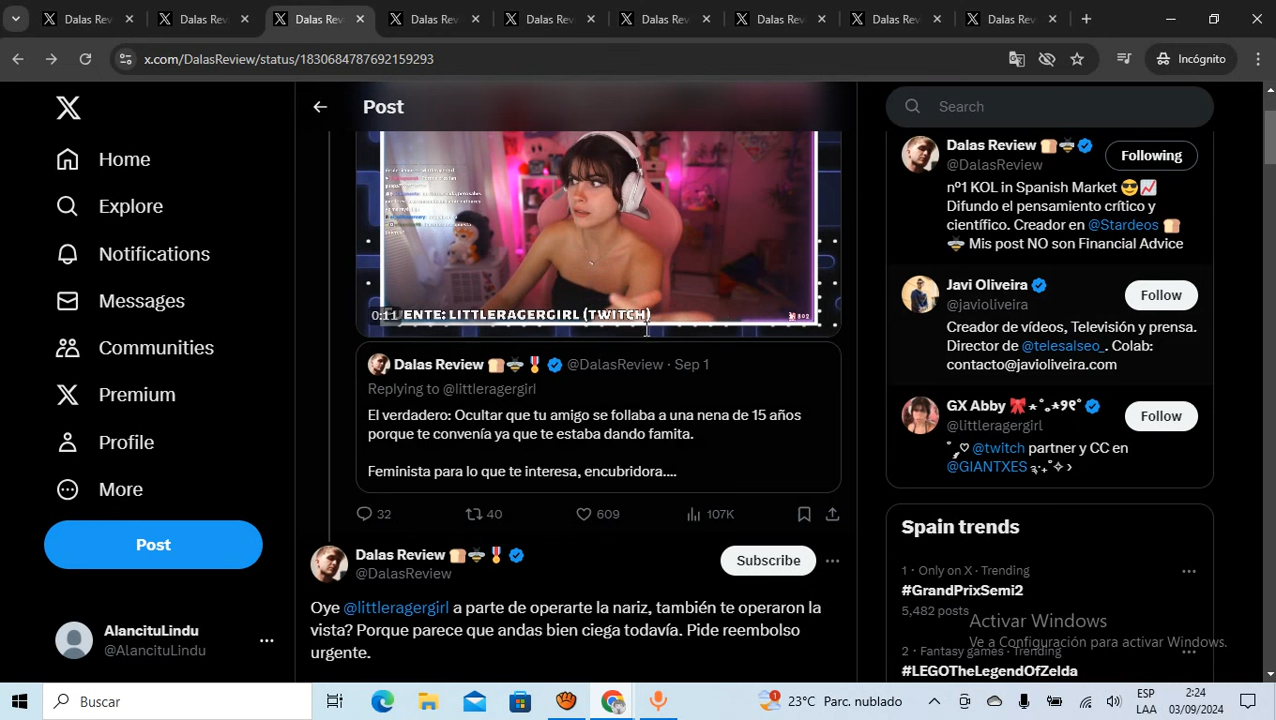 Dalas Rev
Dalas Rev
Dalas Rev
Dalas Rev
Dalas Rev
Dalas Rev
Dalas Rev
Dalas Rev
Dalas Rev
x.com/DalasReview/status/1830684787692159293
Incógnito
Post
Search
Home
Explore
Notifications
Messages
Communities
Premium
Profile
More
Post
AlancituLindu
@AlancituLindu
0:11
ENTE: LITTLERAGERGIRL (TWITCH)
802
Dalas Review 🍞🐝🎖️ @DalasReview · Sep 1
Replying to @littleragergirl
El verdadero: Ocultar que tu amigo se follaba a una nena de 15 años
porque te convenía ya que te estaba dando famita.
Feminista para lo que te interesa, encubridora....
32 40 609 107K
Dalas Review 🍞🐝🎖️
@DalasReview
Subscribe
Oye @littleragergirl a parte de operarte la nariz, también te operaron la
vista? Porque parece que andas bien ciega todavía. Pide reembolso
urgente.
Dalas Review 🍞🐝
@DalasReview
Following
nº1 KOL in Spanish Market 😎📈
Difundo el pensamiento crítico y
científico. Creador en @Stardeos 🍞
🐝 Mis post NO son Financial Advice
Javi Oliveira
@javioliveira
Follow
Creador de vídeos, Televisión y prensa.
Director de @telesalseo_. Colab:
contacto@javioliveira.com
GX Abby 🎀⋆˚｡⋆୨୧˚
@littleragergirl
Follow
@twitch partner y CC en
@GIANTXES
Spain trends
1 · Only on X · Trending
#GrandPrixSemi2
5,482 posts
Activar Windows
Ve a Configuración para activar Windows.
2 · Fantasy games · Trending
#LEGOTheLegendOfZelda
Buscar
23°C Parc. nublado
ESP
LAA
2:24
03/09/2024